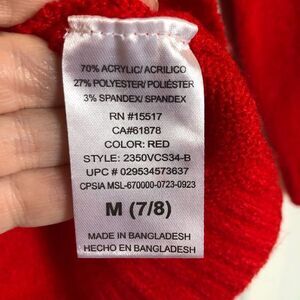 70% ACRYLIC/ ACRILICO
27% POLYESTER/ POLIÉSTER
3% SPANDEX/ SPANDEX
RN #15517
CA#61878
COLOR: RED
STYLE: 2350VCS34-B
UPC # 029534573637
CPSIA MSL-670000-0723-0923
M (7/8)
MADE IN BANGLADESH
HECHO EN BANGLADESH